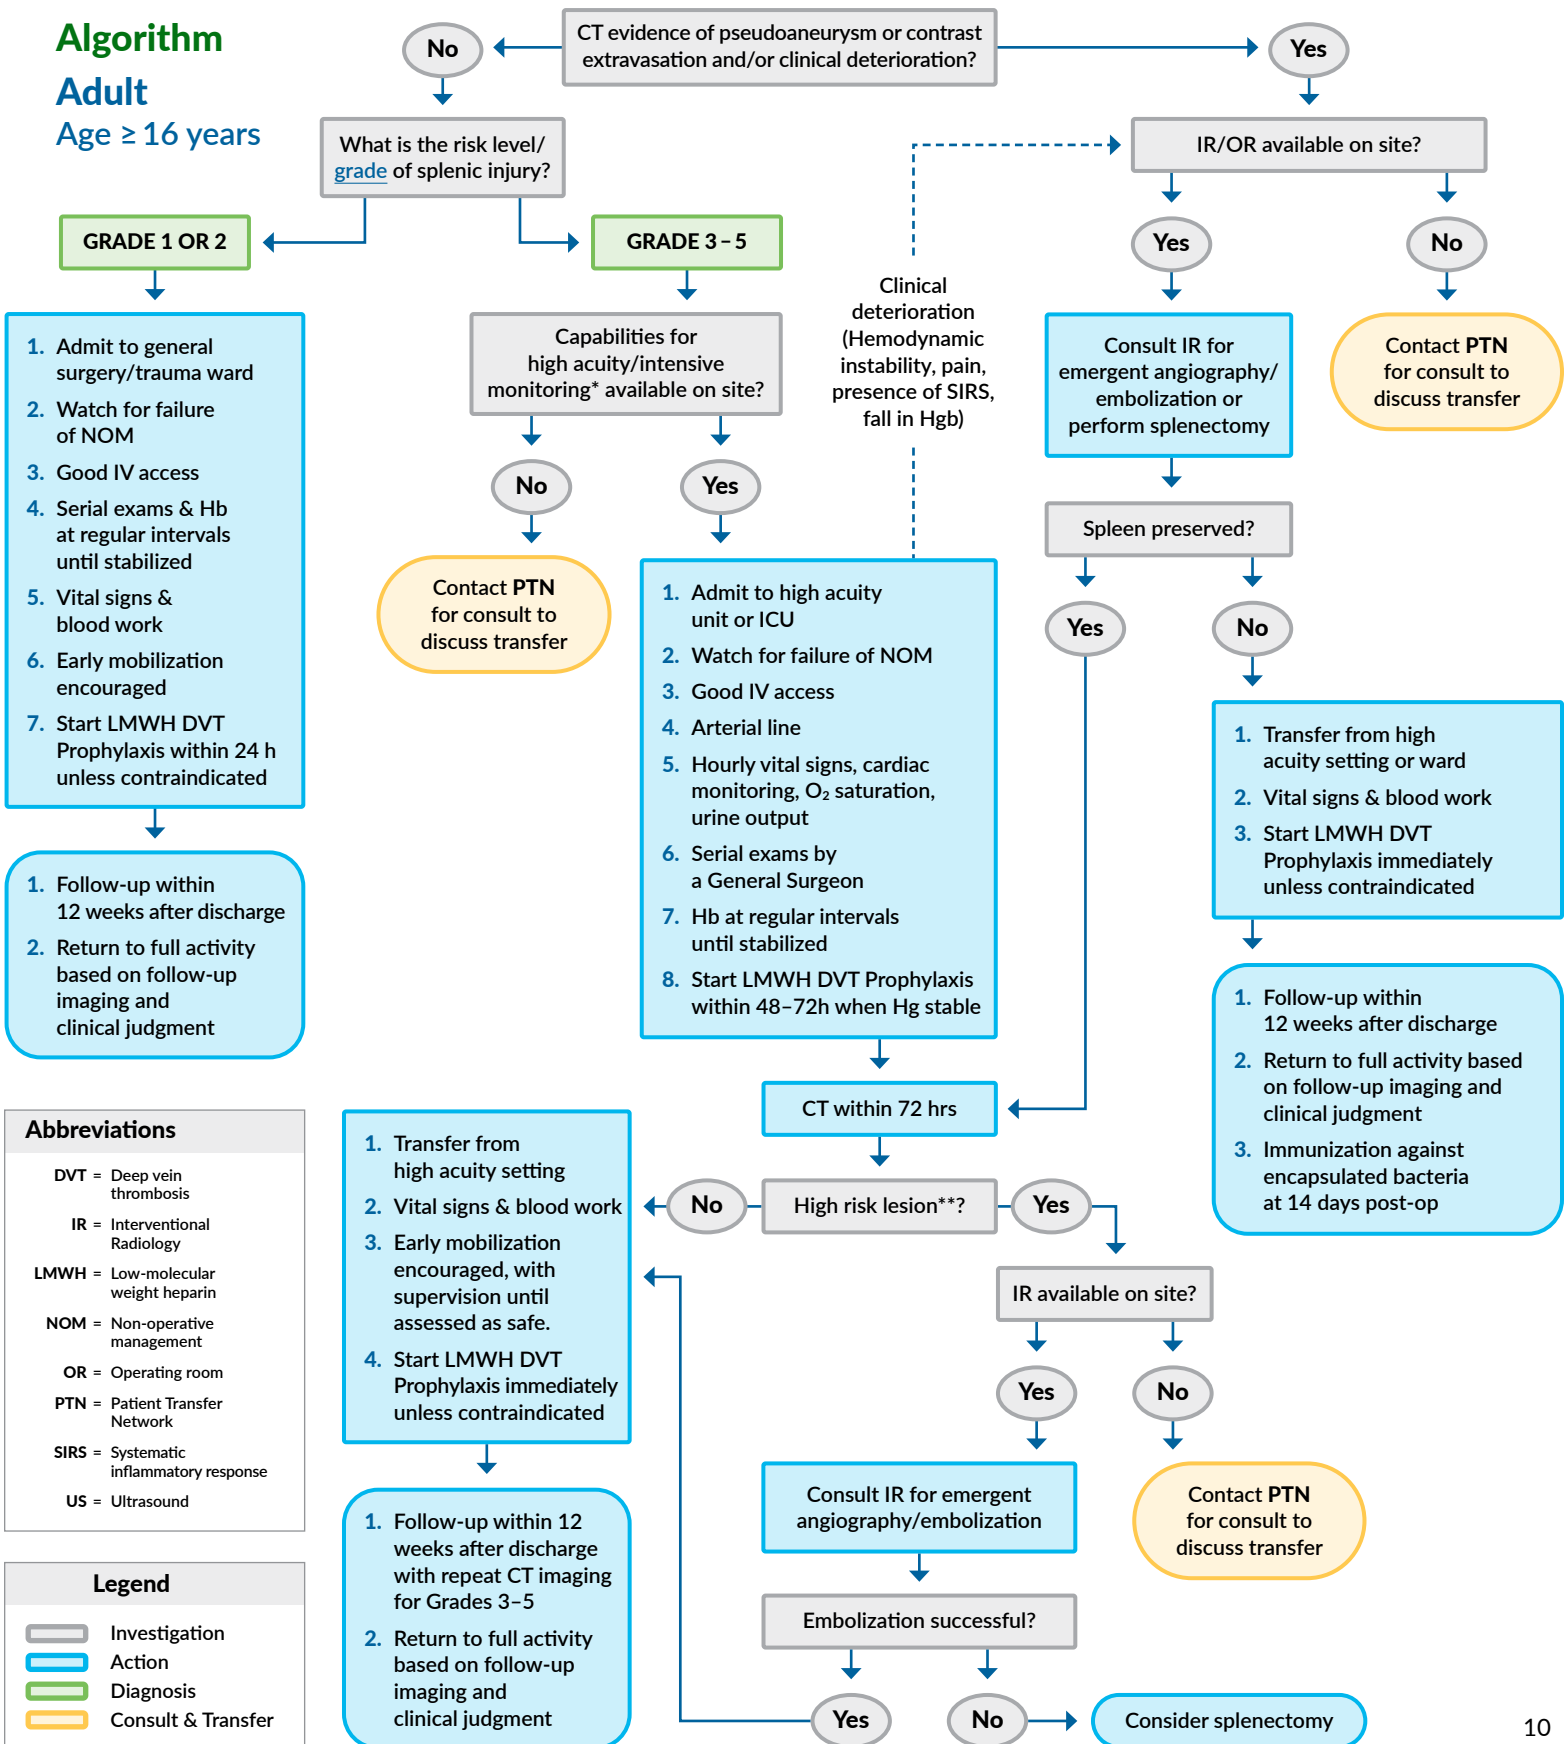 Algorithm
Adult
Age ≥ 16 years
CT evidence of pseudoaneurysm or contrast
extravasation and/or clinical deterioration?
No
Yes
What is the risk level/
grade of splenic injury?
IR/OR available on site?
GRADE 1 OR 2
GRADE 3 – 5
Yes
No
1. Admit to general
surgery/trauma ward
2. Watch for failure
of NOM
3. Good IV access
4. Serial exams & Hb
at regular intervals
until stabilized
5. Vital signs &
blood work
6. Early mobilization
encouraged
7. Start LMWH DVT
Prophylaxis within 24 h
unless contraindicated
1. Follow-up within
12 weeks after discharge
2. Return to full activity
based on follow-up
imaging and
clinical judgment
Capabilities for
high acuity/intensive
monitoring* available on site?
No
Yes
Contact PTN
for consult to
discuss transfer
Clinical
deterioration
(Hemodynamic
instability, pain,
presence of SIRS,
fall in Hgb)
1. Admit to high acuity
unit or ICU
2. Watch for failure of NOM
3. Good IV access
4. Arterial line
5. Hourly vital signs, cardiac
monitoring, O₂ saturation,
urine output
6. Serial exams by
a General Surgeon
7. Hb at regular intervals
until stabilized
8. Start LMWH DVT Prophylaxis
within 48–72h when Hg stable
Consult IR for
emergent angiography/
embolization or
perform splenectomy
Contact PTN
for consult to
discuss transfer
Spleen preserved?
Yes
No
1. Transfer from high
acuity setting or ward
2. Vital signs & blood work
3. Start LMWH DVT
Prophylaxis immediately
unless contraindicated
1. Follow-up within
12 weeks after discharge
2. Return to full activity based
on follow-up imaging and
clinical judgment
3. Immunization against
encapsulated bacteria
at 14 days post-op
CT within 72 hrs
High risk lesion**?
No
Yes
1. Transfer from
high acuity setting
2. Vital signs & blood work
3. Early mobilization
encouraged, with
supervision until
assessed as safe.
4. Start LMWH DVT
Prophylaxis immediately
unless contraindicated
1. Follow-up within 12
weeks after discharge
with repeat CT imaging
for Grades 3–5
2. Return to full activity
based on follow-up
imaging and
clinical judgment
IR available on site?
Yes
No
Consult IR for emergent
angiography/embolization
Contact PTN
for consult to
discuss transfer
Embolization successful?
Yes
No
Consider splenectomy
Abbreviations
DVT = Deep vein
thrombosis
IR = Interventional
Radiology
LMWH = Low-molecular
weight heparin
NOM = Non-operative
management
OR = Operating room
PTN = Patient Transfer
Network
SIRS = Systematic
inflammatory response
US = Ultrasound
Legend
Investigation
Action
Diagnosis
Consult & Transfer
10